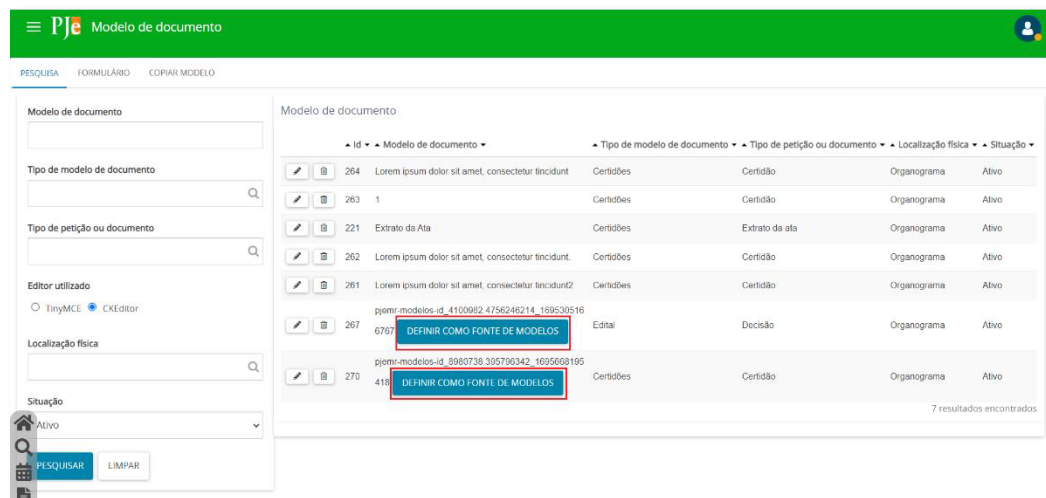 PJe Modelo de documento
PESQUISA FORMULÁRIO COPIAR MODELO
Modelo de documento
Tipo de modelo de documento
Tipo de petição ou documento
Editor utilizado
TinyMCE CKEditor
Localização física
Situação
Ativo
PESQUISAR LIMPAR
Modelo de documento
Id Modelo de documento Tipo de modelo de documento Tipo de petição ou documento Localização física Situação
264 Lorem ipsum dolor sit amet, consectetur tincidunt Certidões Certidão Organograma Ativo
263 1 Certidões Certidão Organograma Ativo
221 Extrato da Ata Certidões Extrato da ata Organograma Ativo
262 Lorem ipsum dolor sit amet, consectetur tincidunt. Certidões Certidão Organograma Ativo
261 Lorem ipsum dolor sit amet, consectetur tincidunt2 Certidões Certidão Organograma Ativo
pjemr-modelos-id_4100982.4756246214_169530516
267 6767 DEFINIR COMO FONTE DE MODELOS Edital Decisão Organograma Ativo
pjemr-modelos-id_8980738.395796342_1695668195
270 418 DEFINIR COMO FONTE DE MODELOS Certidões Certidão Organograma Ativo
7 resultados encontrados